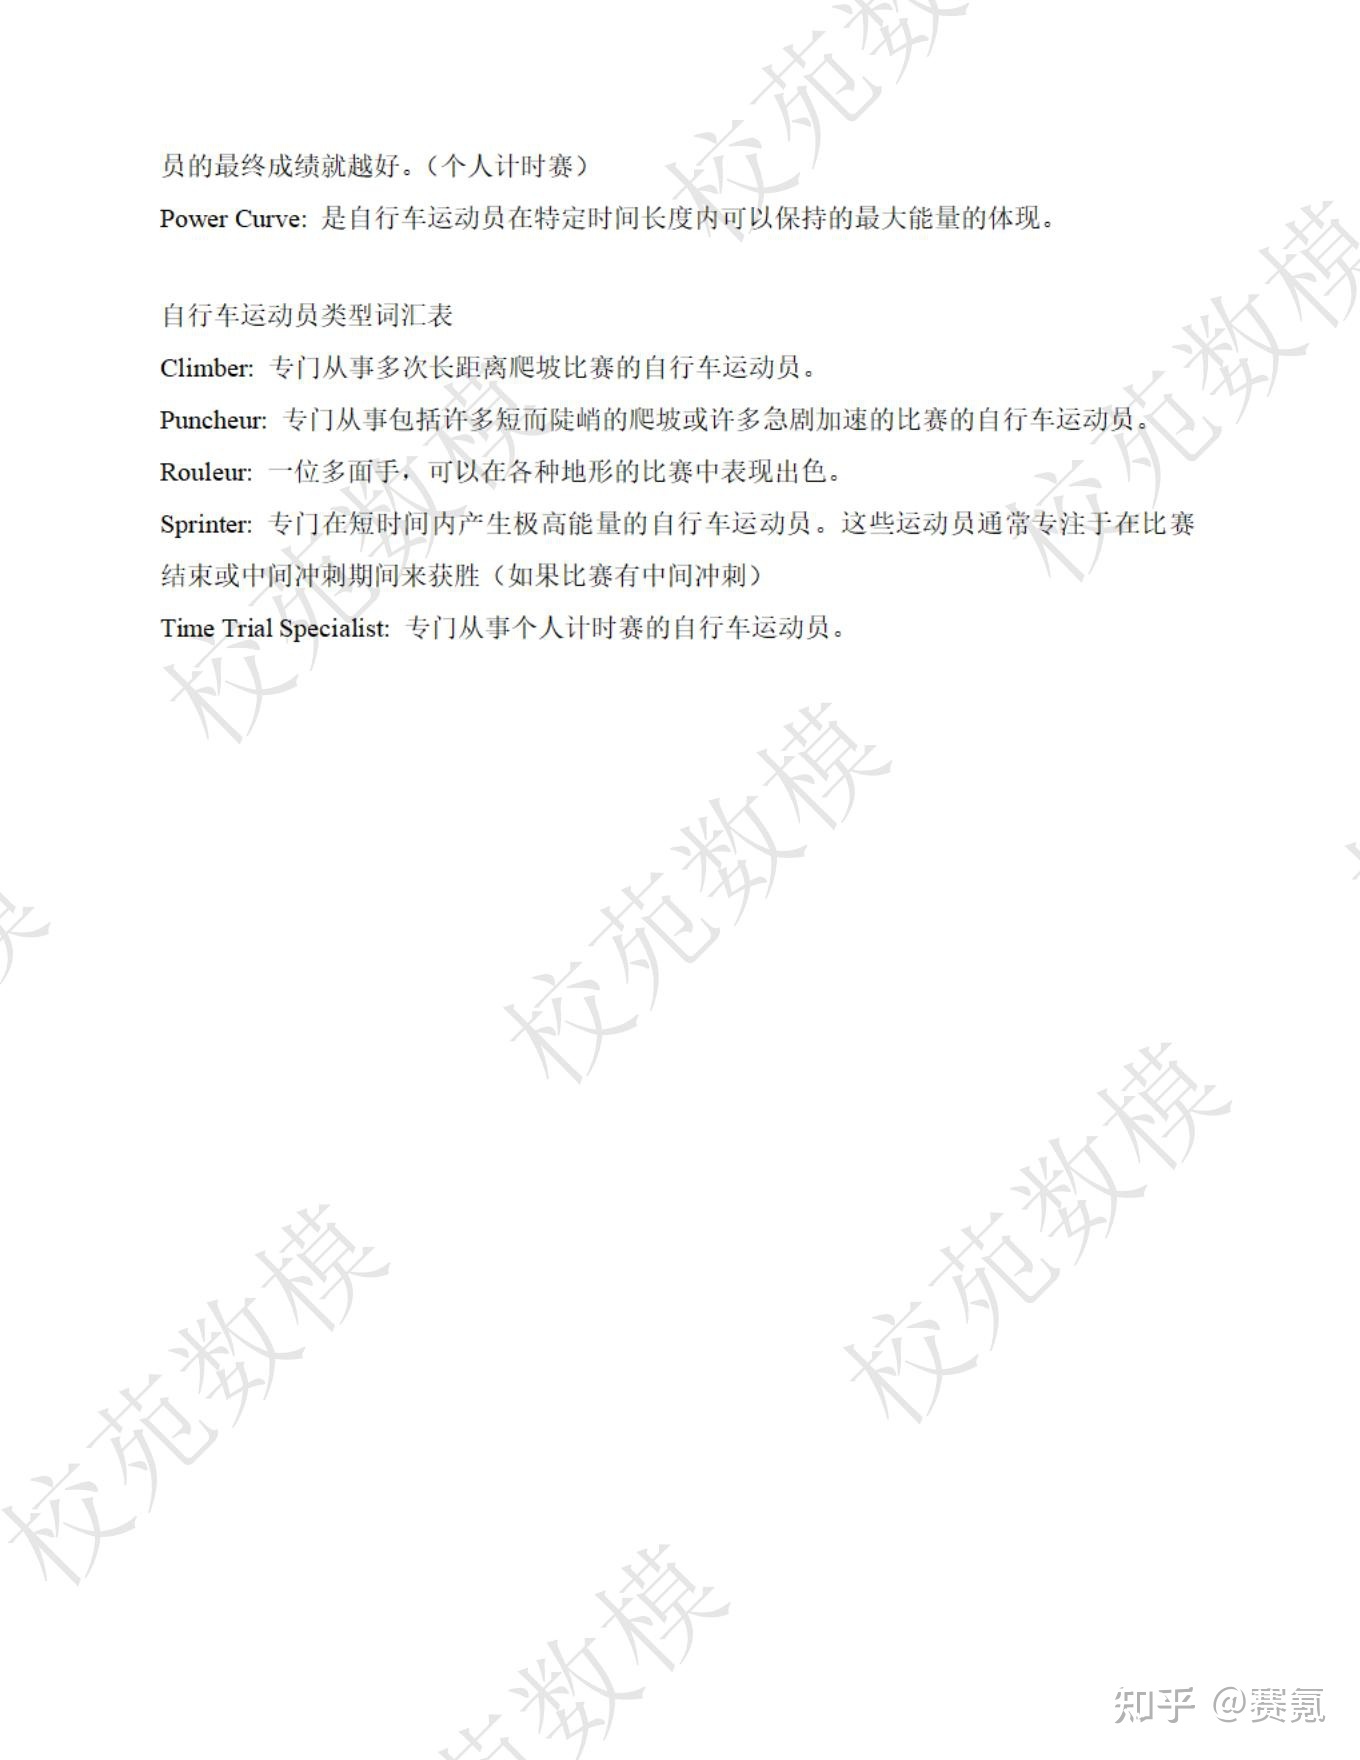 员的最终成绩就越好。（个人计时赛）
Power Curve: 是自行车运动员在特定时间长度内可以保持的最大能量的体现。
自行车运动员类型词汇表
Climber: 专门从事多次长距离爬坡比赛的自行车运动员。
Puncheur: 专门从事包括许多短而陡峭的爬坡或许多急剧加速的比赛的自行车运动员。
Rouleur: 一位多面手，可以在各种地形的比赛中表现出色。
Sprinter: 专门在短时间内产生极高能量的自行车运动员。这些运动员通常专注于在比赛
结束或中间冲刺期间来获胜（如果比赛有中间冲刺）
Time Trial Specialist: 专门从事个人计时赛的自行车运动员。
校苑数模
校苑数模
校苑数模
校苑数模
校苑数模
校苑数模
校苑数模
知乎 @赛氪